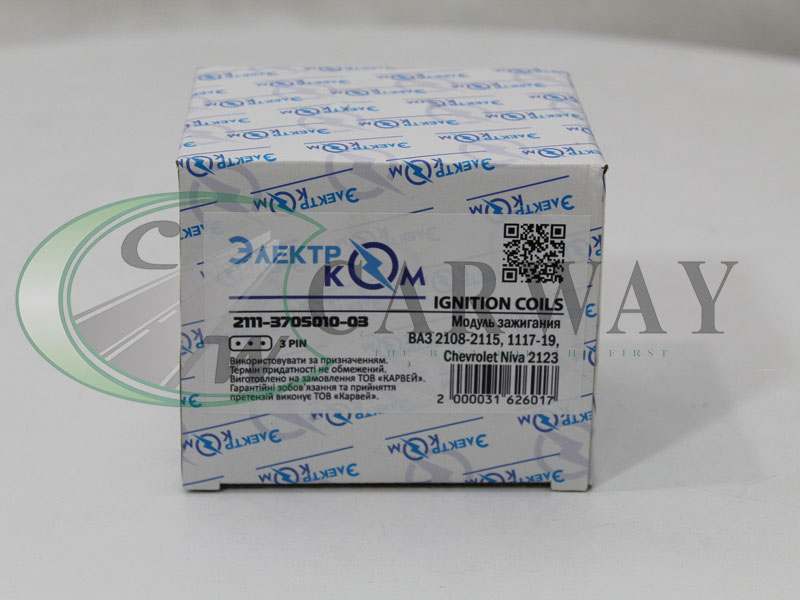 ЭЛЕКТР
КОМ
IGNITION COILS
2111-3705010-03
Модуль зажигания
3 PIN
ВАЗ 2108-2115, 1117-19,
Chevrolet Niva 2123
Використовувати за призначенням.
Термін придатності не обмежений.
Виготовлено на замовлення ТОВ «КАРВЕЙ».
Гарантійні зобов'язання та прийняття
претензій виконує ТОВ «Карвей».
2 000031 626017
CARWAY